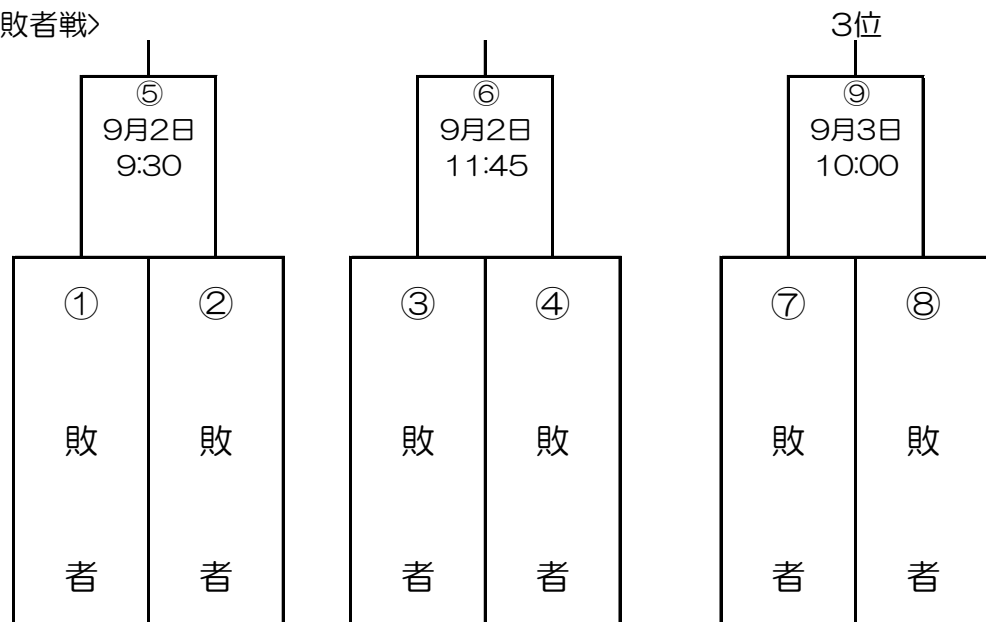 敗者戦>
3位
⑤
9月2日
9:30
⑥
9月2日
11:45
⑨
9月3日
10:00
① 敗者
② 敗者
③ 敗者
④ 敗者
⑦ 敗者
⑧ 敗者